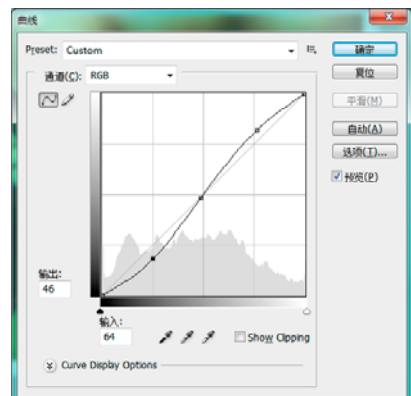 曲线
Preset: Custom
确定
通道(C): RGB
复位
平滑(M)
自动(A)
选项(T)...
预览(P)
输出:
46
输入:
64
Show Clipping
Curve Display Options